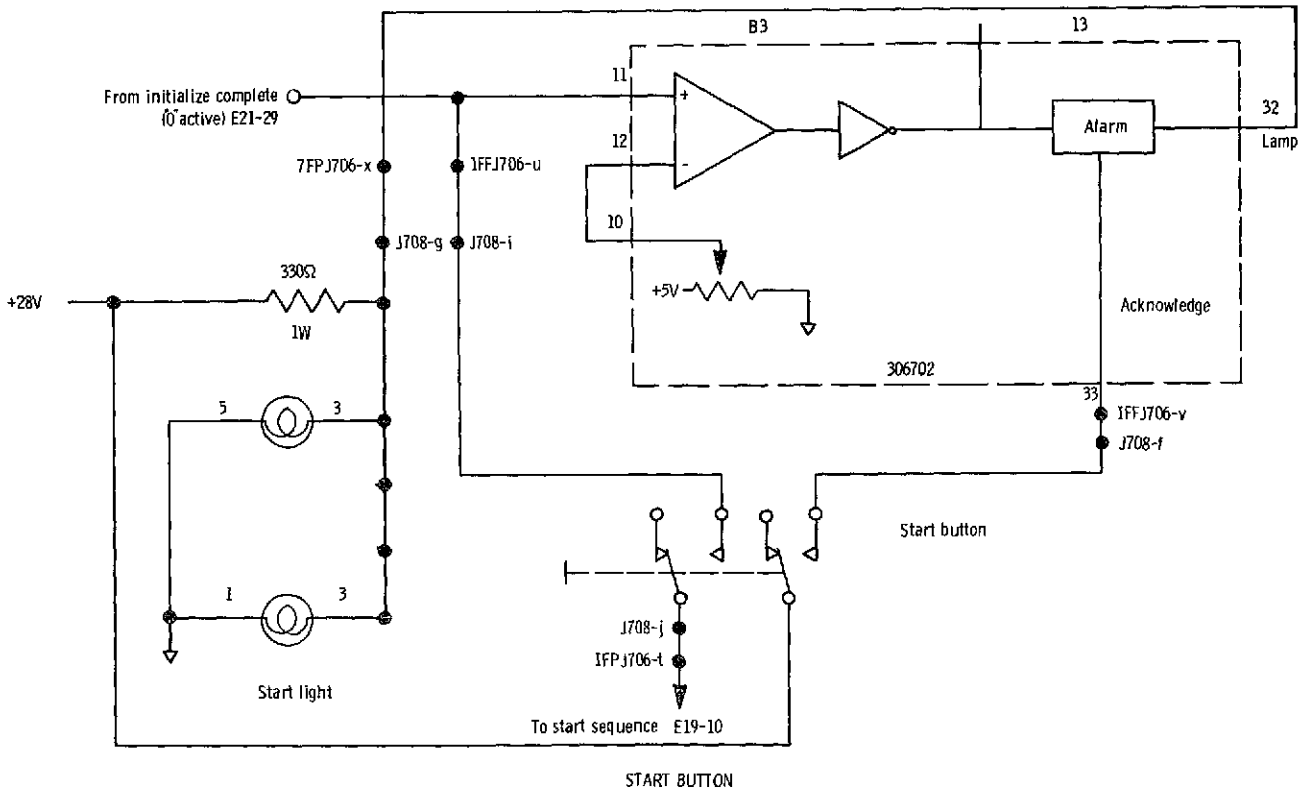 B3
13
11
From initialize complete
("0" active) E21-29
+
32
Alarm
Lamp
12
-
7FPJ706-x
1FFJ706-u
10
J708-g
J708-i
330Ω
+28V
+5V
1W
Acknowledge
306702
33
5
3
1FFJ706-v
J708-f
Start button
1
3
J708-j
1FPJ706-t
Start light
To start sequence E19-10
START BUTTON